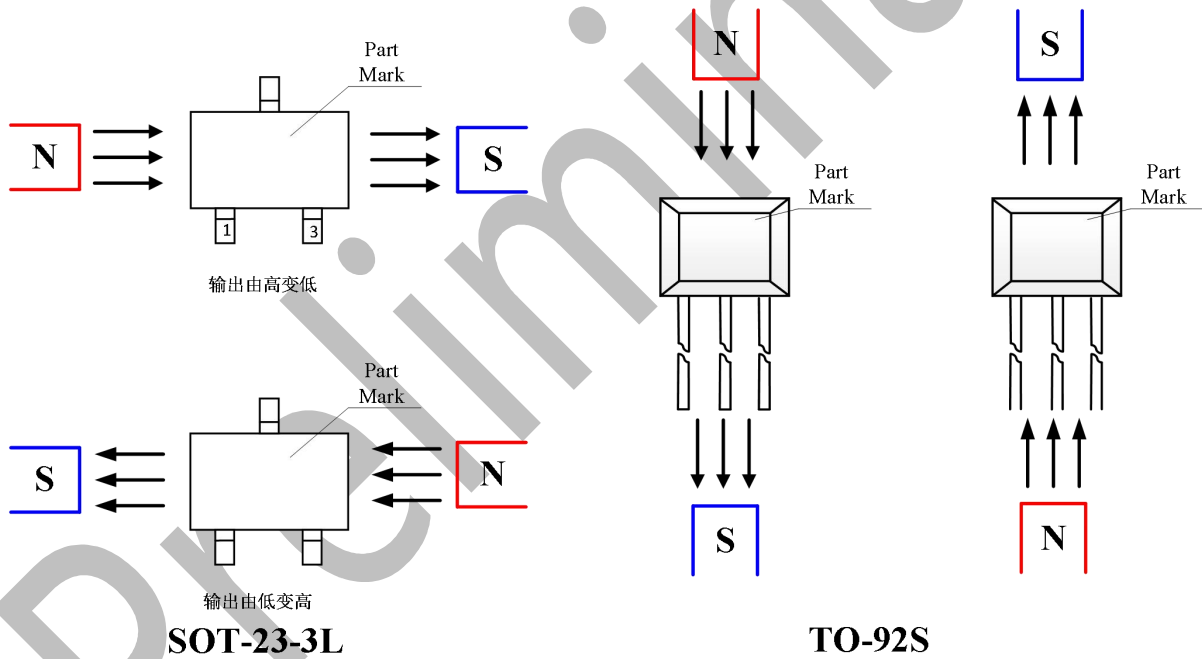 Part
Mark
N
S
1
3
输出由高变低
Part
Mark
S
N
输出由低变高
SOT-23-3L
N
S
Part
Mark
Part
Mark
S
N
TO-92S
Prelimina